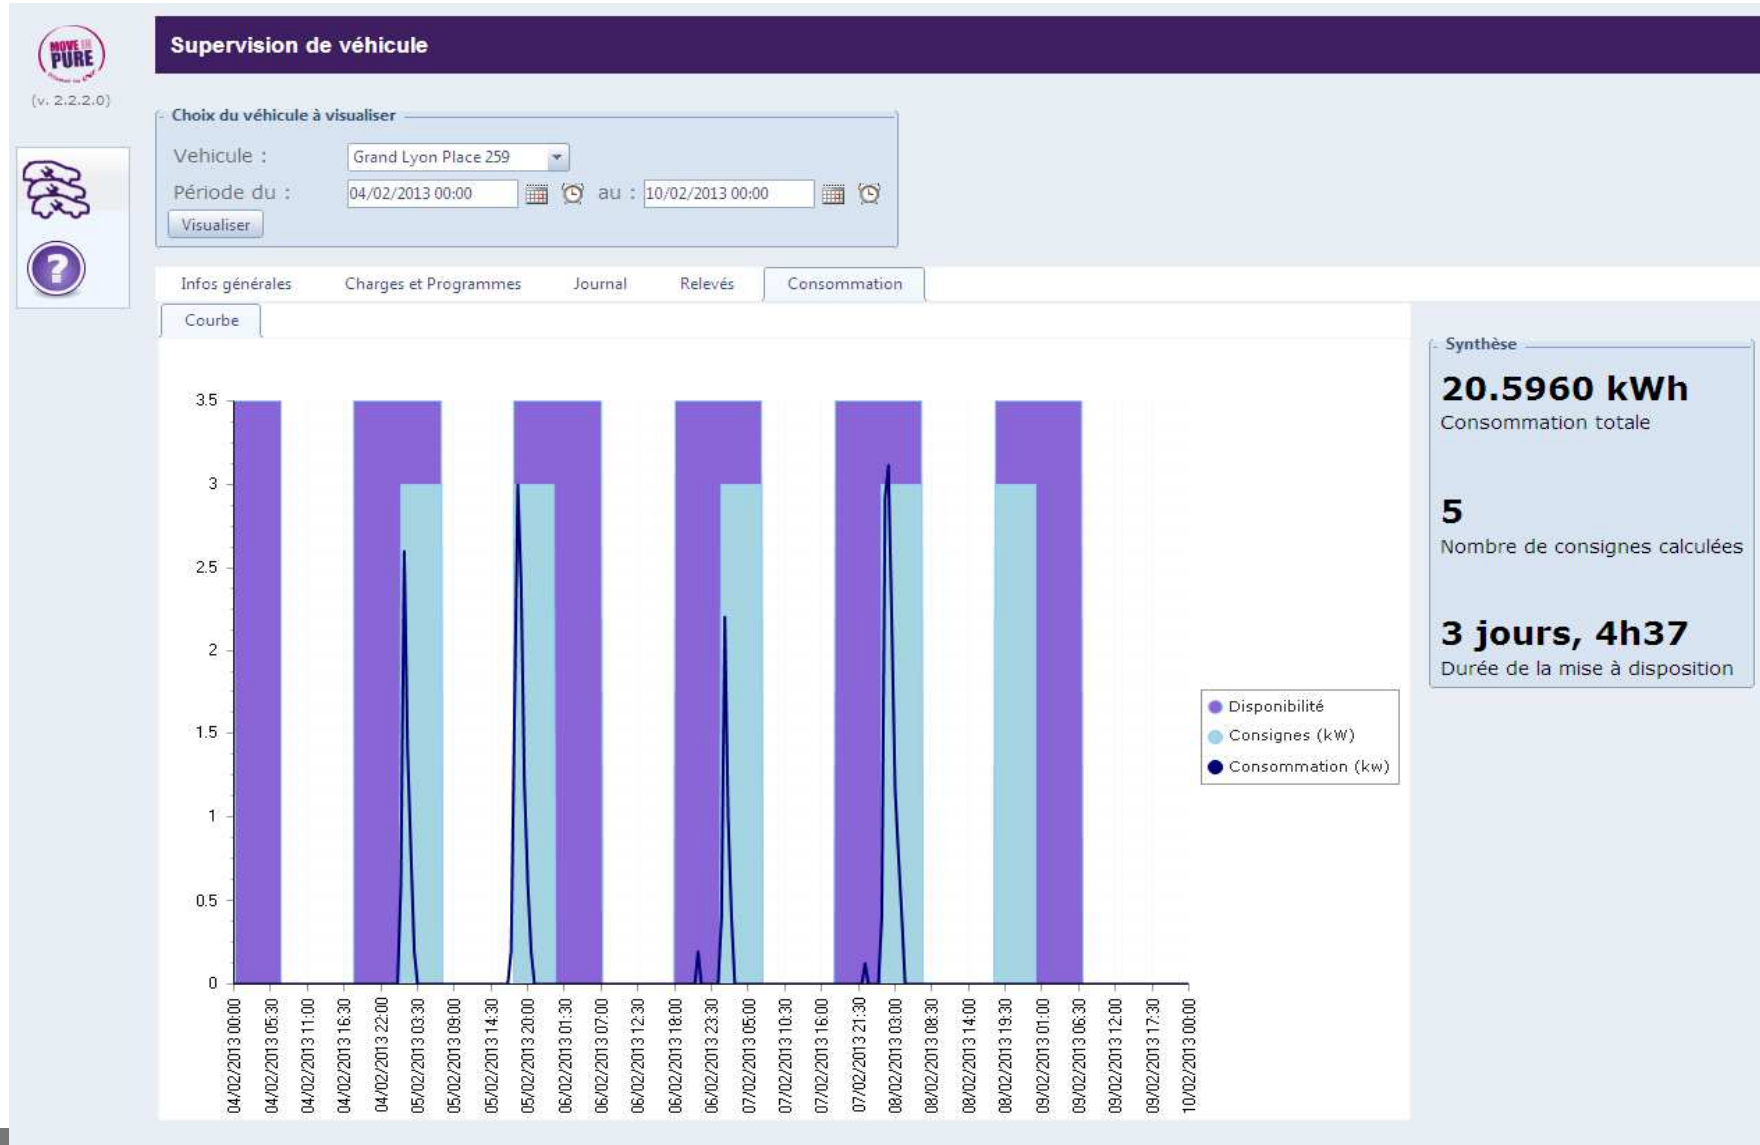 MOVE IN
PURE
(v. 2.2.2.0)
Supervision de véhicule
Choix du véhicule à visualiser
Vehicule :
Grand Lyon Place 259
Période du :
04/02/2013 00:00
au :
10/02/2013 00:00
Visualiser
Infos générales
Charges et Programmes
Journal
Relevés
Consommation
Courbe
3.5
3
2.5
2
1.5
1
0.5
0
04/02/2013 00:00
04/02/2013 05:30
04/02/2013 11:00
04/02/2013 16:30
04/02/2013 22:00
05/02/2013 03:30
05/02/2013 09:00
05/02/2013 14:30
05/02/2013 20:00
06/02/2013 01:30
06/02/2013 07:00
06/02/2013 12:30
06/02/2013 18:00
06/02/2013 23:30
07/02/2013 05:00
07/02/2013 10:30
07/02/2013 16:00
07/02/2013 21:30
08/02/2013 03:00
08/02/2013 08:30
08/02/2013 14:00
08/02/2013 19:30
09/02/2013 01:00
09/02/2013 06:30
09/02/2013 12:00
09/02/2013 17:30
10/02/2013 00:00
Disponibilité
Consignes (kW)
Consommation (kw)
Synthèse
20.5960 kWh
Consommation totale
5
Nombre de consignes calculées
3 jours, 4h37
Durée de la mise à disposition